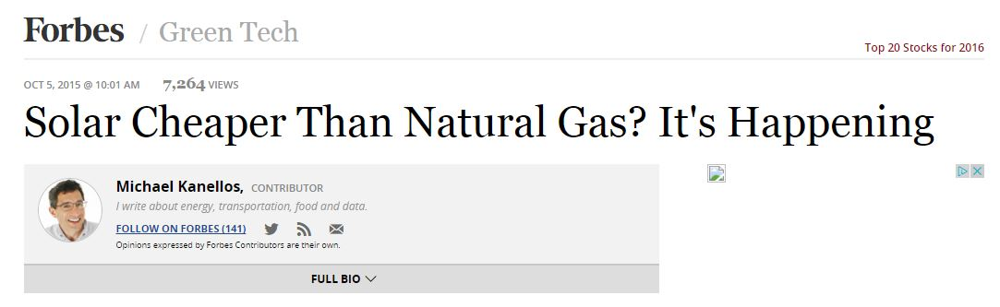 Forbes / Green Tech
Top 20 Stocks for 2016
OCT 5, 2015 @ 10:01 AM 7,264 VIEWS
Solar Cheaper Than Natural Gas? It's Happening
Michael Kanellos, CONTRIBUTOR
I write about energy, transportation, food and data.
FOLLOW ON FORBES (141)
Opinions expressed by Forbes Contributors are their own.
FULL BIO